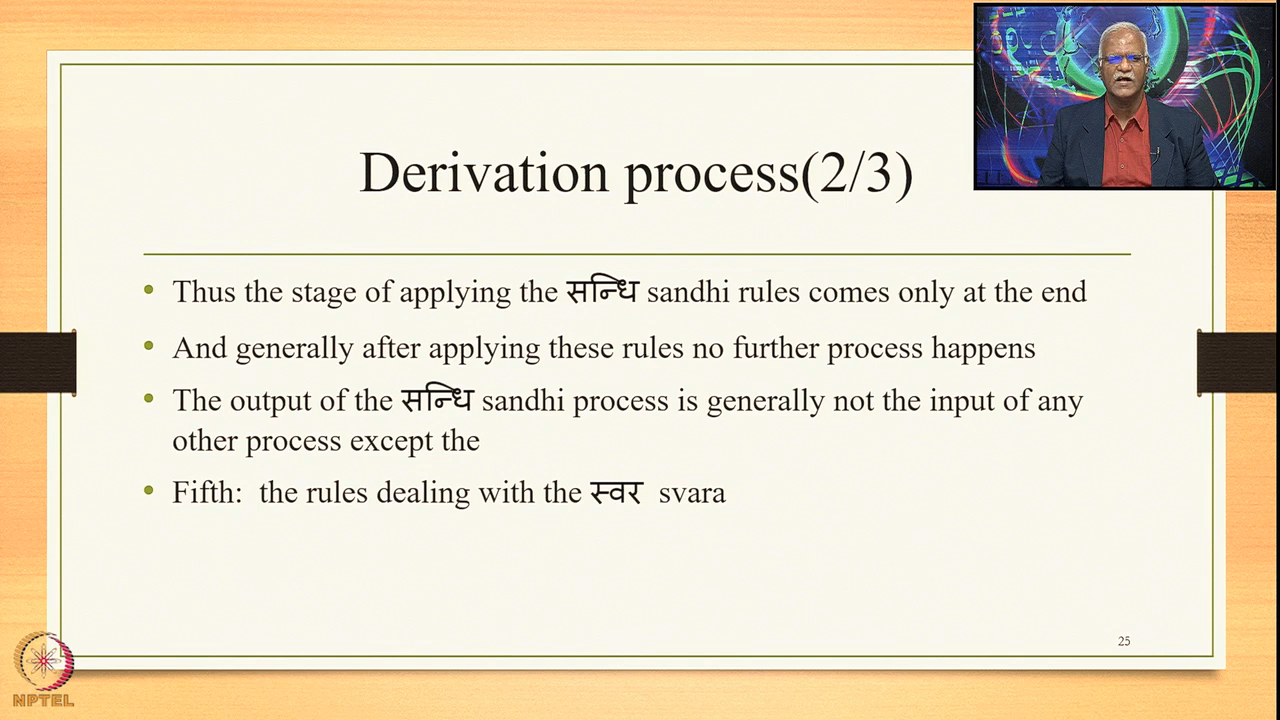 Derivation process(2/3)
• Thus the stage of applying the सन्धि sandhi rules comes only at the end
• And generally after applying these rules no further process happens
• The output of the सन्धि sandhi process is generally not the input of any
other process except the
• Fifth: the rules dealing with the स्वर svara
25
NPTEL